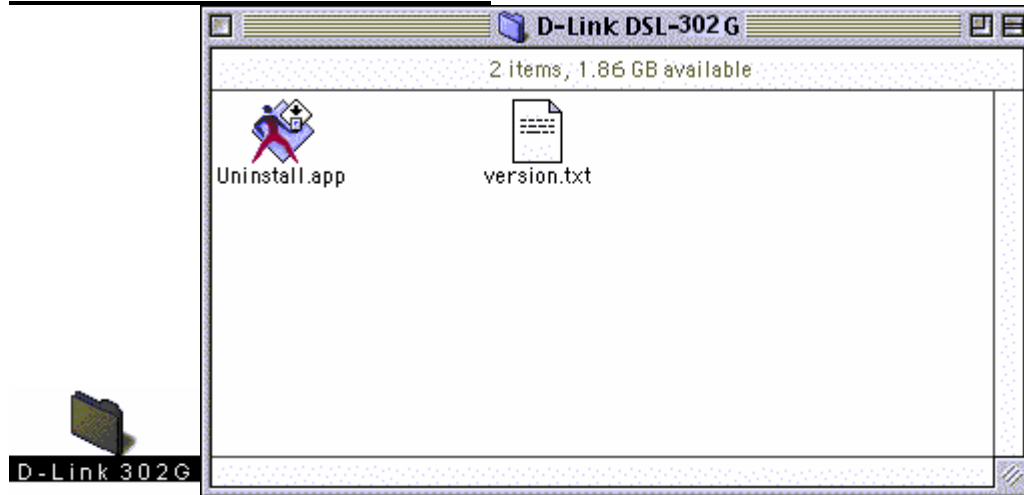 D-Link DSL-302G
2 items, 1.86 GB available
Uninstall.app
version.txt
D-Link 302G